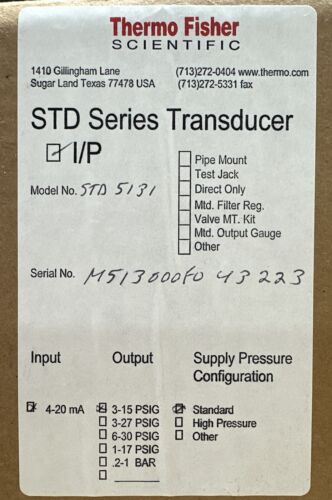 Thermo Fisher
SCIENTIFIC
1410 Gillingham Lane (713)272-0404 www.thermo.com
Sugar Land Texas 77478 USA (713)272-5331 fax
STD Series Transducer
I/P
Pipe Mount
Test Jack
Direct Only
Mtd. Filter Reg.
Valve MT. Kit
Mtd. Output Gauge
Other
Model No. STD 5131
Serial No. M513000F0 43223
Input Output Supply Pressure
Configuration
4-20 mA 3-15 PSIG Standard
3-27 PSIG High Pressure
6-30 PSIG Other
1-17 PSIG
.2-1 BAR